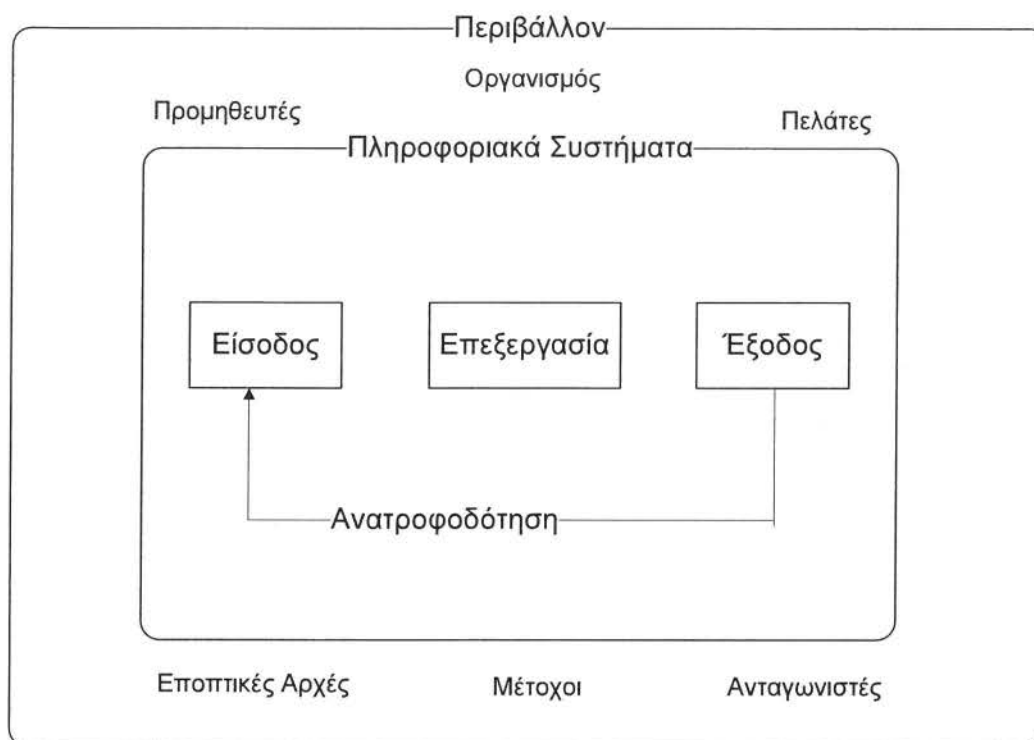 Περιβάλλον
Οργανισμός
Προμηθευτές
Πελάτες
Πληροφοριακά Συστήματα
Είσοδος
Επεξεργασία
Έξοδος
Ανατροφοδότηση
Εποπτικές Αρχές
Μέτοχοι
Ανταγωνιστές